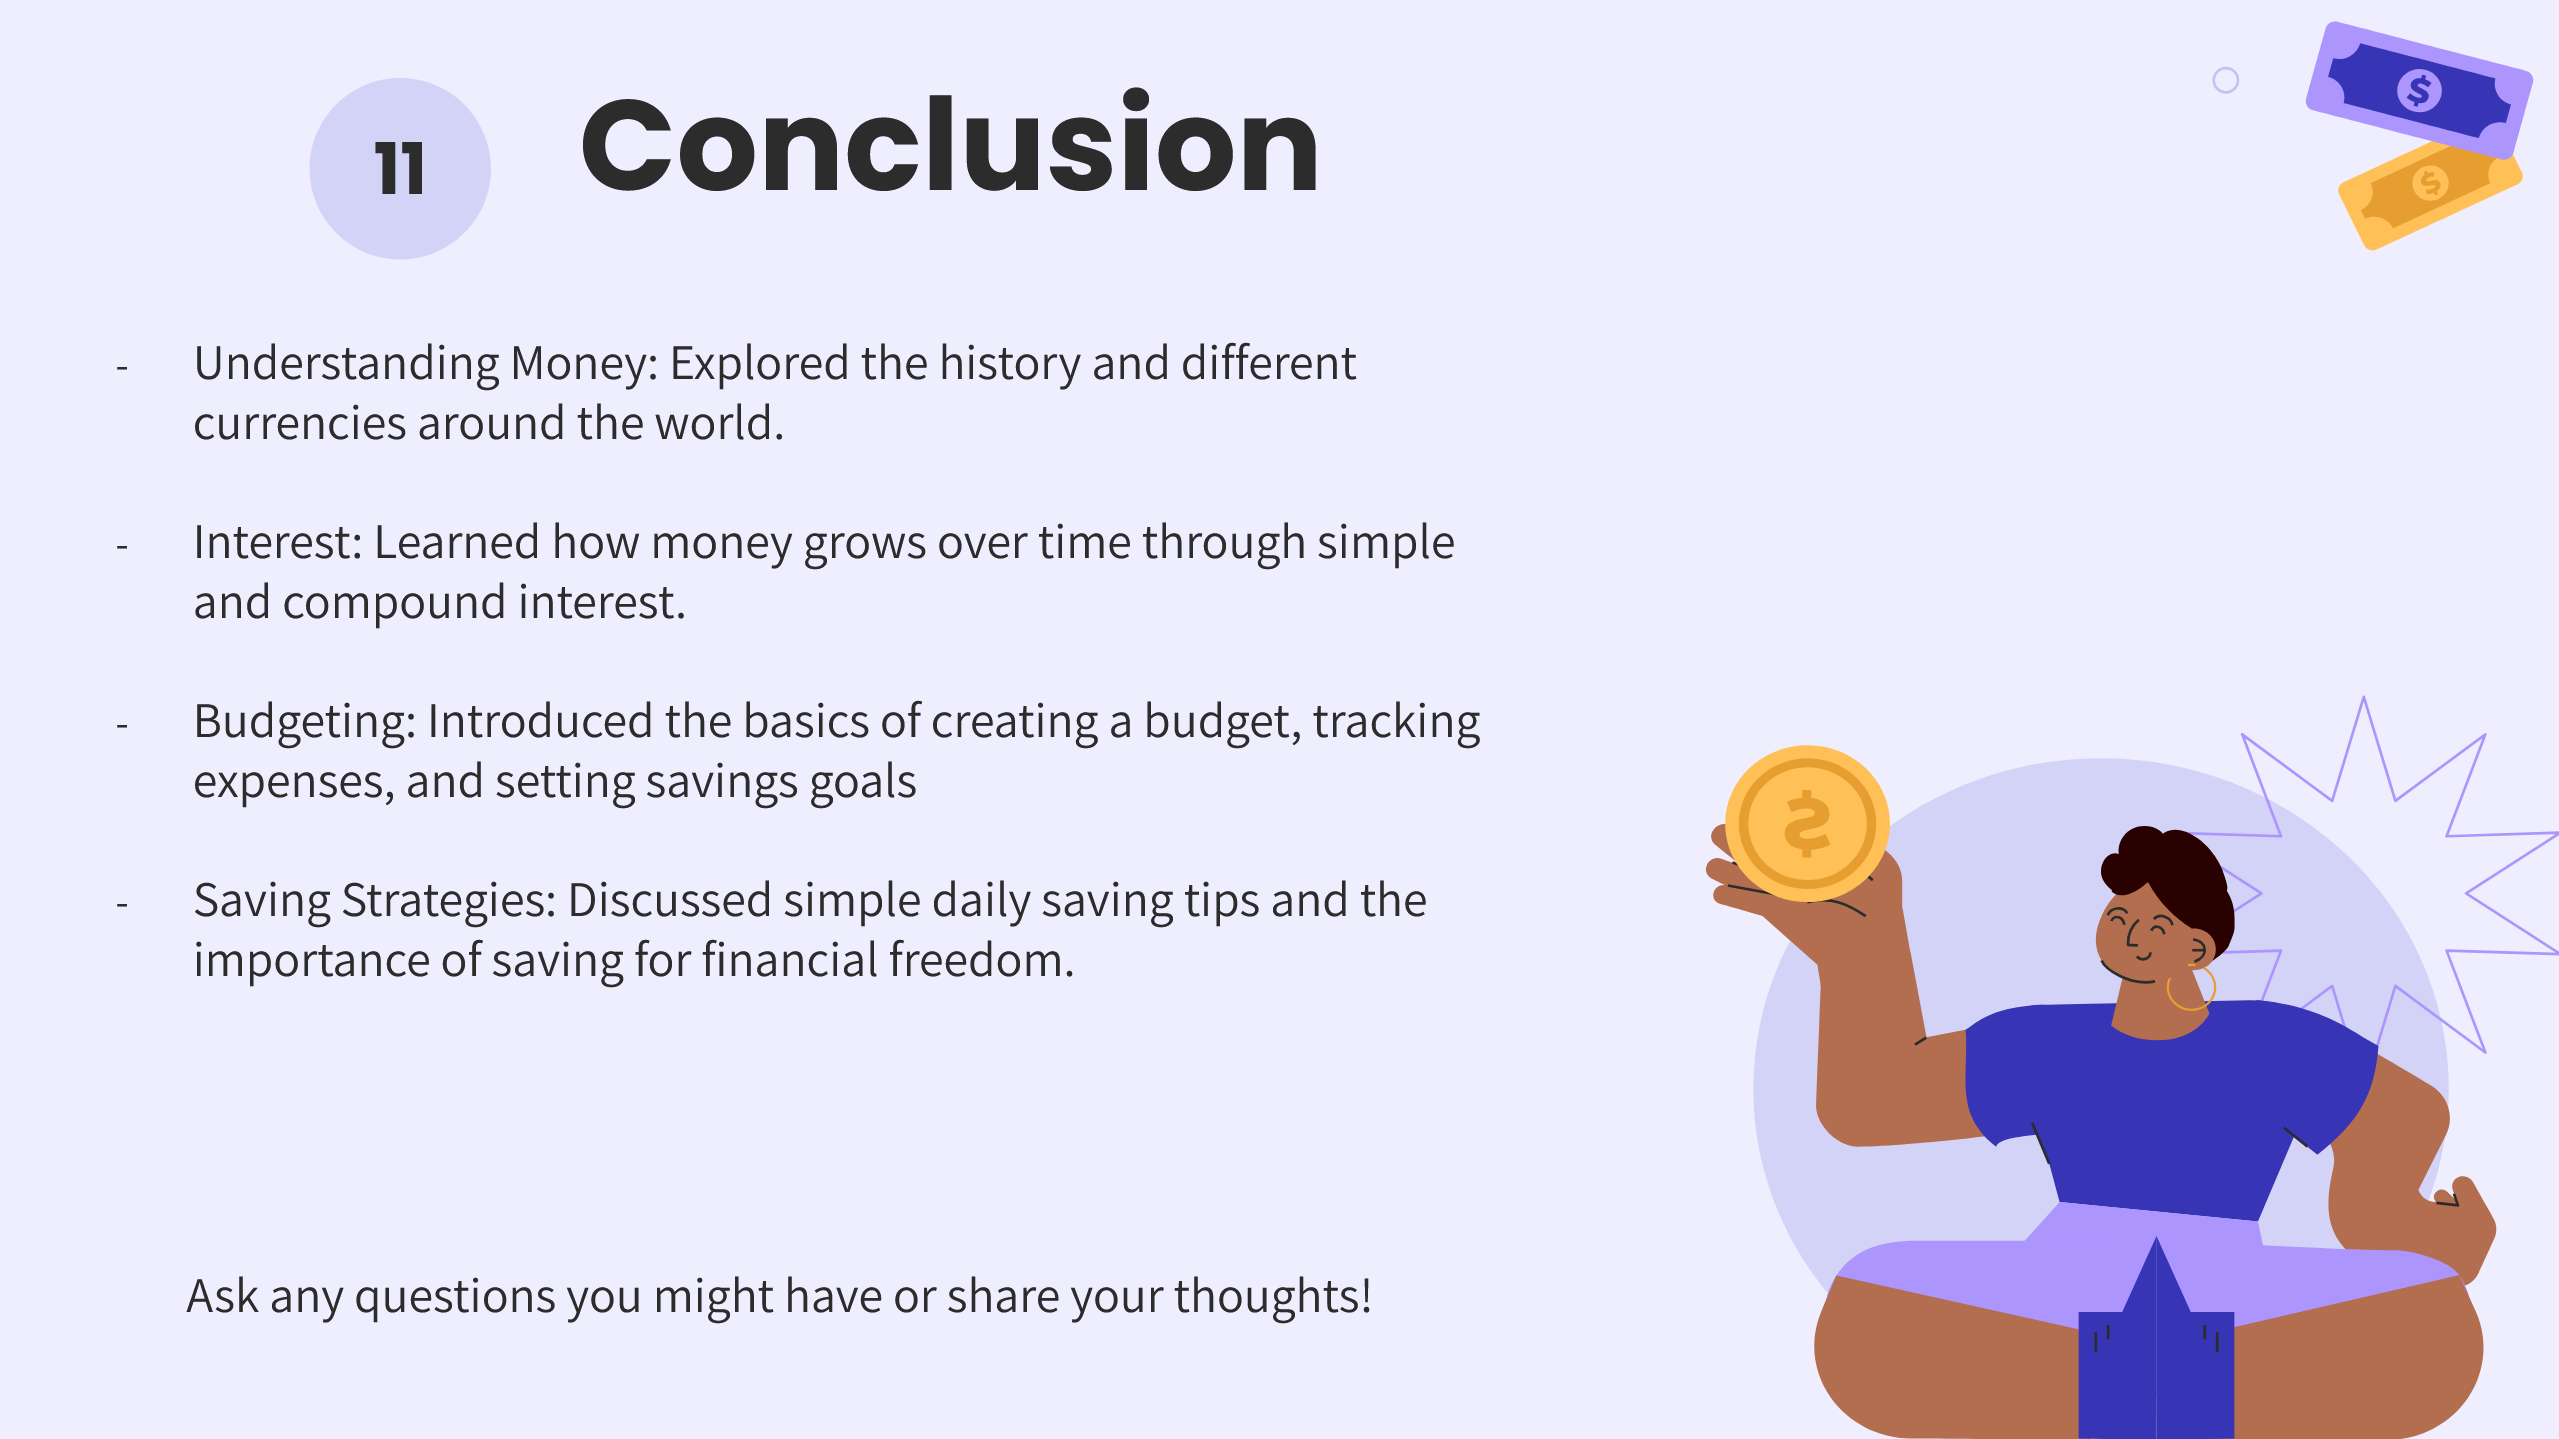 11
Conclusion
- Understanding Money: Explored the history and different
currencies around the world.
- Interest: Learned how money grows over time through simple
and compound interest.
- Budgeting: Introduced the basics of creating a budget, tracking
expenses, and setting savings goals
- Saving Strategies: Discussed simple daily saving tips and the
importance of saving for financial freedom.
Ask any questions you might have or share your thoughts!
$
$
$